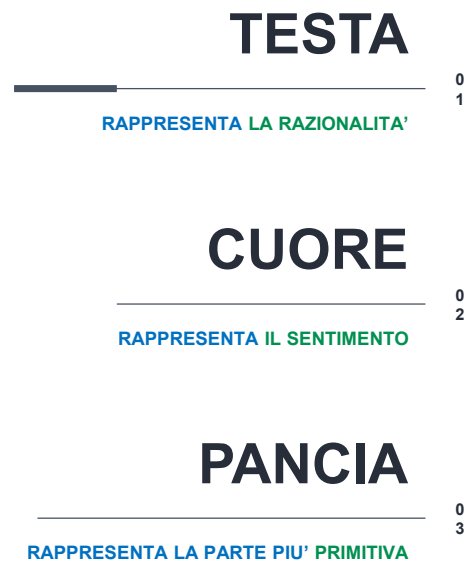 TESTA
0
1
RAPPRESENTA LA RAZIONALITA'
CUORE
0
2
RAPPRESENTA IL SENTIMENTO
PANCIA
0
3
RAPPRESENTA LA PARTE PIU' PRIMITIVA